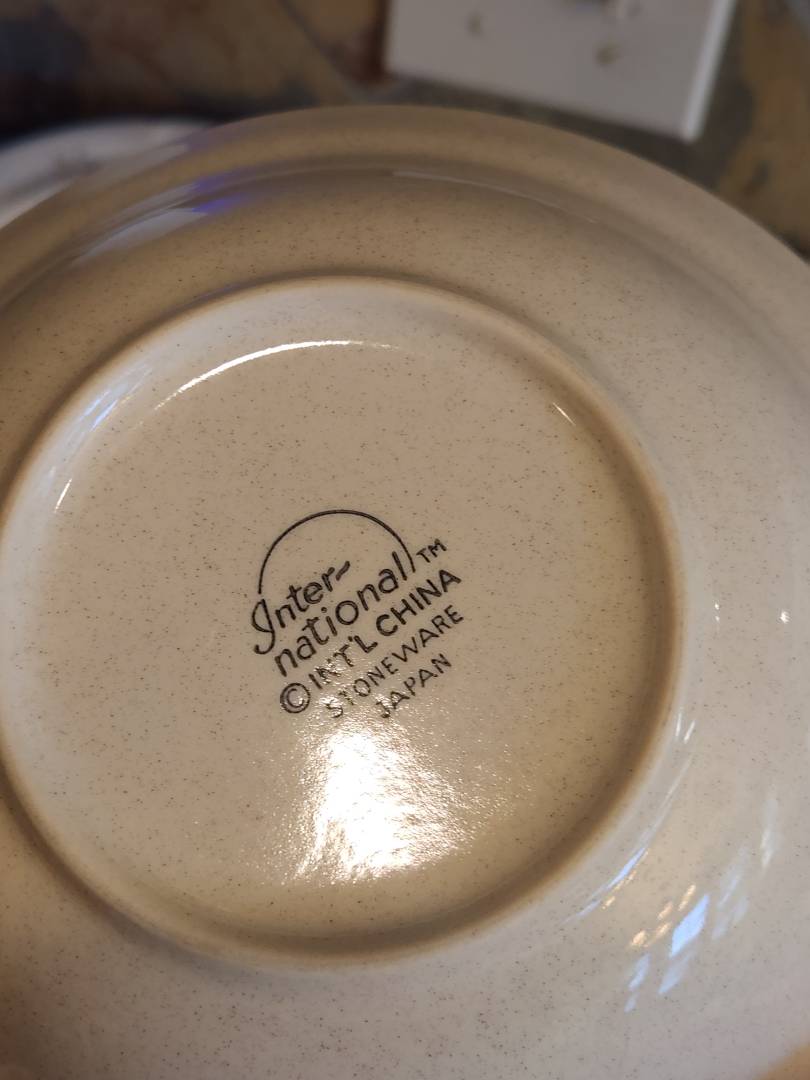 Inter-
national™
© INT'L CHINA
STONEWARE
JAPAN